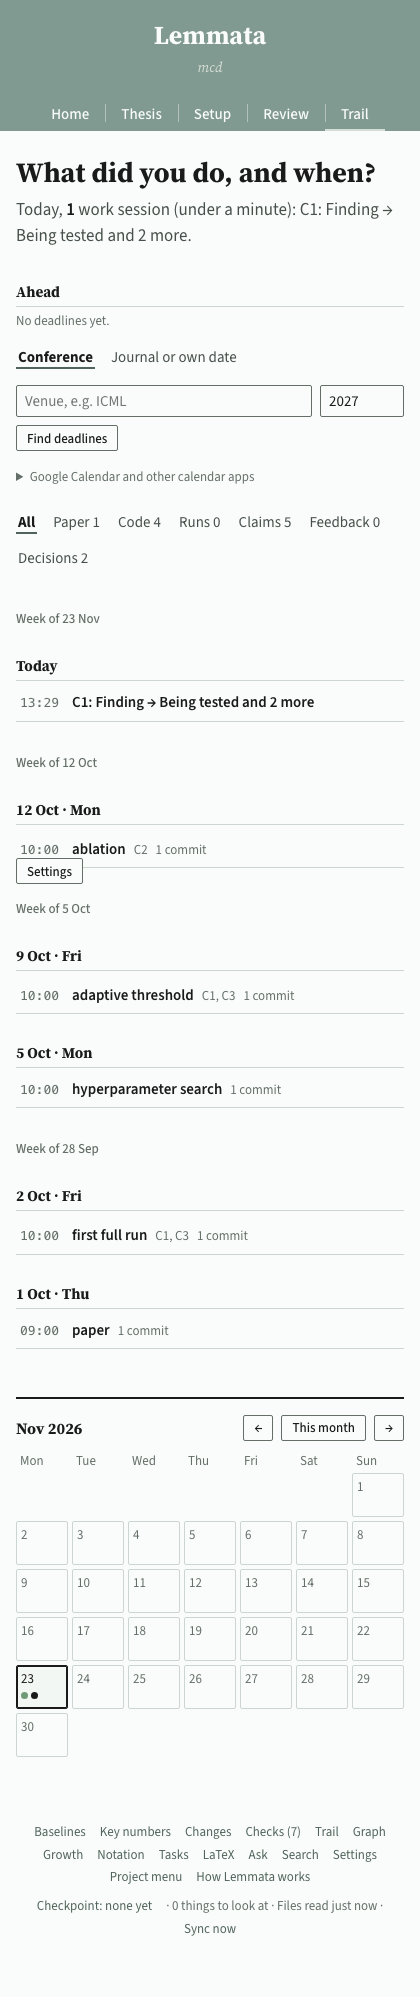 Lemmata
mcd
Home Thesis Setup Review Trail
What did you do, and when?
Today, 1 work session (under a minute): C1: Finding →
Being tested and 2 more.
Ahead
No deadlines yet.
Conference Journal or own date
Venue, e.g. ICML 2027
Find deadlines
▶ Google Calendar and other calendar apps
All Paper 1 Code 4 Runs 0 Claims 5 Feedback 0
Decisions 2
Week of 23 Nov
Today
13:29 C1: Finding → Being tested and 2 more
Week of 12 Oct
12 Oct · Mon
10:00 ablation C2 1 commit
Settings
Week of 5 Oct
9 Oct · Fri
10:00 adaptive threshold C1, C3 1 commit
5 Oct · Mon
10:00 hyperparameter search 1 commit
Week of 28 Sep
2 Oct · Fri
10:00 first full run C1, C3 1 commit
1 Oct · Thu
09:00 paper 1 commit
Nov 2026 ← This month →
Mon Tue Wed Thu Fri Sat Sun
1
2 3 4 5 6 7 8
9 10 11 12 13 14 15
16 17 18 19 20 21 22
23 24 25 26 27 28 29
30
Baselines Key numbers Changes Checks (7) Trail Graph
Growth Notation Tasks LaTeX Ask Search Settings
Project menu How Lemmata works
Checkpoint: none yet · 0 things to look at · Files read just now ·
Sync now